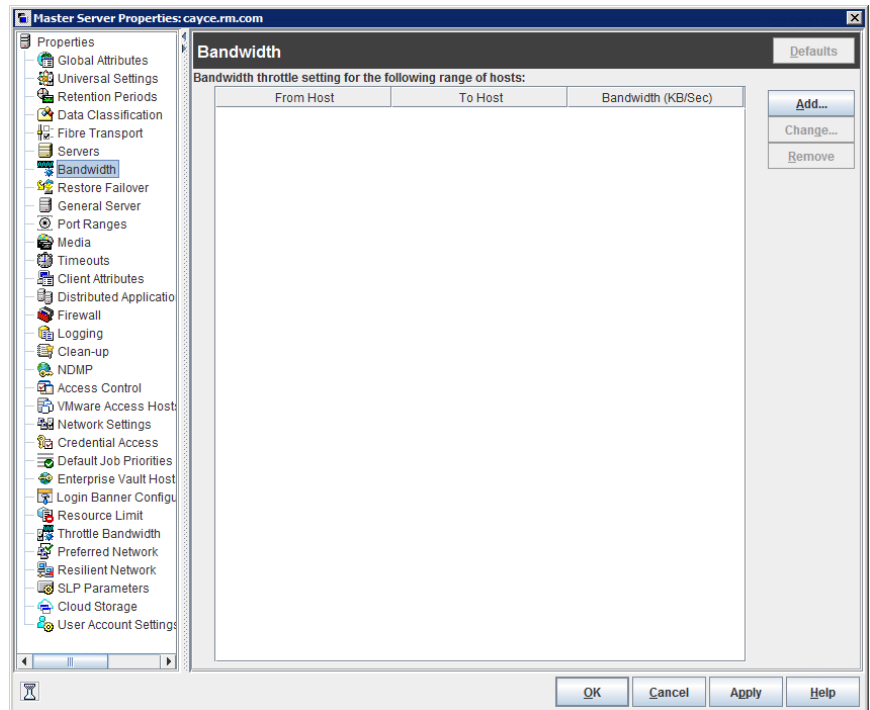 Master Server Properties: cayce.rm.com
Properties
Global Attributes
Universal Settings
Retention Periods
Data Classification
Fibre Transport
Servers
Bandwidth
Restore Failover
General Server
Port Ranges
Media
Timeouts
Client Attributes
Distributed Applicatio
Firewall
Logging
Clean-up
NDMP
Access Control
VMware Access Hosts
Network Settings
Credential Access
Default Job Priorities
Enterprise Vault Host
Login Banner Configu
Resource Limit
Throttle Bandwidth
Preferred Network
Resilient Network
SLP Parameters
Cloud Storage
User Account Settings
Bandwidth
Defaults
Bandwidth throttle setting for the following range of hosts:
From Host To Host Bandwidth (KB/Sec)
Add...
Change...
Remove
OK Cancel Apply Help